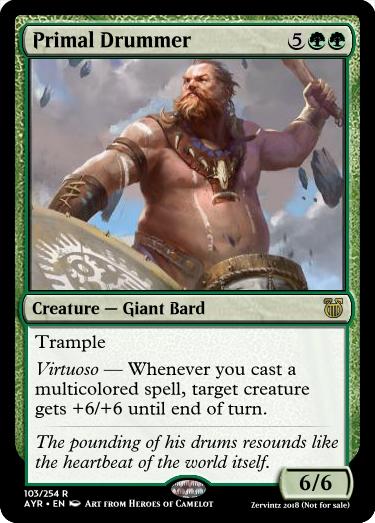 Primal Drummer 5
Creature — Giant Bard
Trample
Virtuoso — Whenever you cast a
multicolored spell, target creature
gets +6/+6 until end of turn.
The pounding of his drums resounds like
the heartbeat of the world itself.
6/6
103/254 R
AYR • EN Art from Heroes of Camelot
Zervintz 2018 (Not for sale)